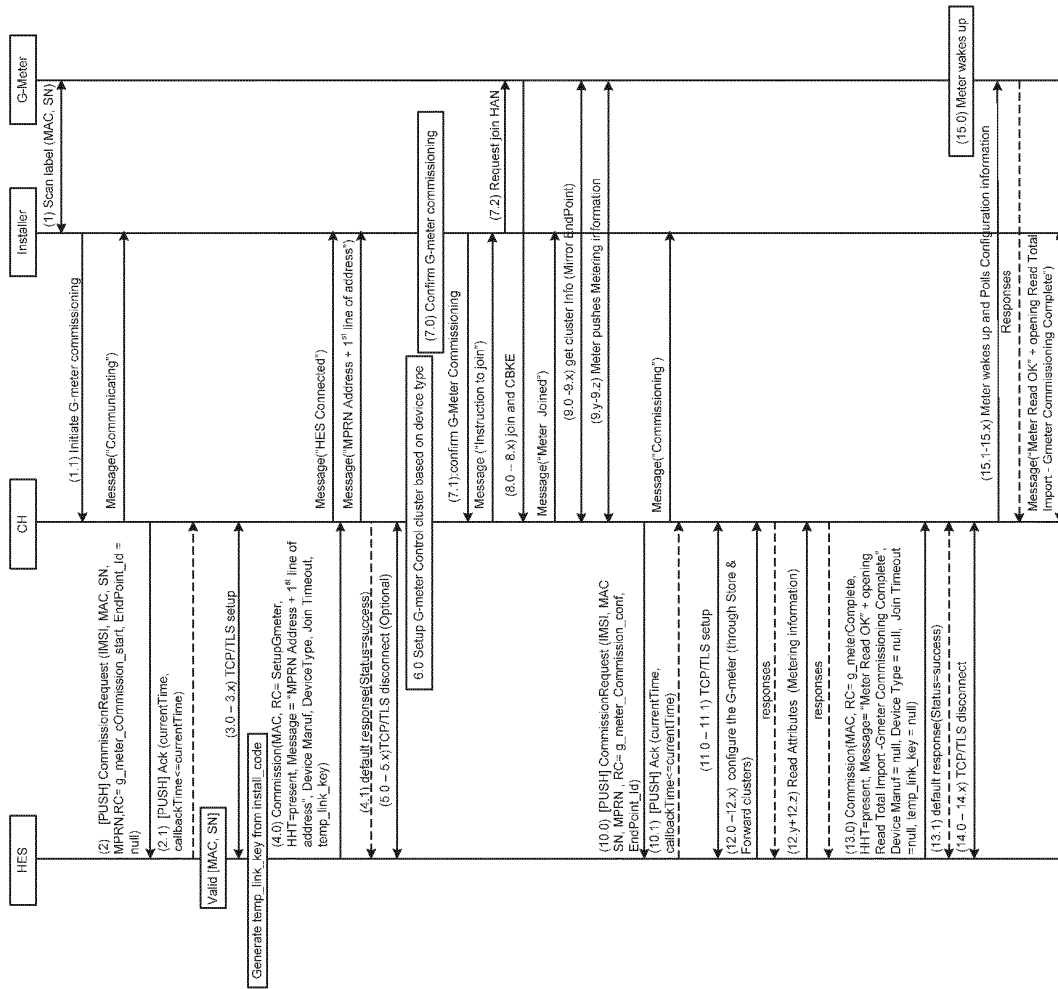 HES
CH
Installer
G-Meter
(1) Scan label (MAC, SN)
(1.1) Initiate G-meter commissioning
Message("Communicating")
(2) [PUSH] CommissionRequest (IMSI, MAC, SN,
MPRN,RC= g_meter_cOmmission_start, EndPoint_Id =
null)
(2.1) [PUSH] Ack (currentTime,
callbackTime<=currentTime)
Valid [MAC, SN]
(3.0 – 3.x) TCP/TLS setup
Generate temp_link_key from install_code
(4.0) Commission(MAC, RC= SetupGmeter,
HHT=present, Message = "MPRN Address + 1st line of
address", Device Manuf, DeviceType, Join Timeout,
temp_link_key)
Message("HES Connected")
Message("MPRN Address + 1st line of address")
(4.1) default response(Status=success)
(5.0 – 5.x)TCP/TLS disconnect (Optional)
6.0 Setup G-meter Control cluster based on device type
(7.0) Confirm G-meter commissioning
(7.1):confirm G-Meter Commissioning
Message ("Instruction to join")
(7.2) Request join HAN
(8.0 – 8.x) join and CBKE
Message("Meter Joined")
(9.0 -9.x) get cluster Info (Mirror EndPoint)
(9.y-9.z) Meter pushes Metering information
(10.0) [PUSH] CommissionRequest (IMSI, MAC
SN, MPRN , RC= g_meter_Commission_conf,
EndPoint_Id)
Message("Commissioning")
(10.1) [PUSH] Ack (currentTime,
callbackTime<=currentTime)
(11.0 – 11.1) TCP/TLS setup
(12.0 –12.x) configure the G-meter (through Store &
Forward clusters)
responses
(12.y+12.z) Read Attributes (Metering information)
responses
(13.0) Commission(MAC, RC= g_meterComplete,
HHT=present, Message= "Meter Read OK" + opening
Read Total Import -Gmeter Commissioning Complete",
Device Manuf = null, Device Type = null, Join Timeout
=null, temp_link_key = null)
(13.1) default response(Status=success)
(14.0 – 14.x) TCP/TLS disconnect
(15.0) Meter wakes up
(15.1-15.x) Meter wakes up and Polls Configuration information
Responses
Message("Meter Read OK" + opening Read Total
Import - Gmeter Commissioning Complete")